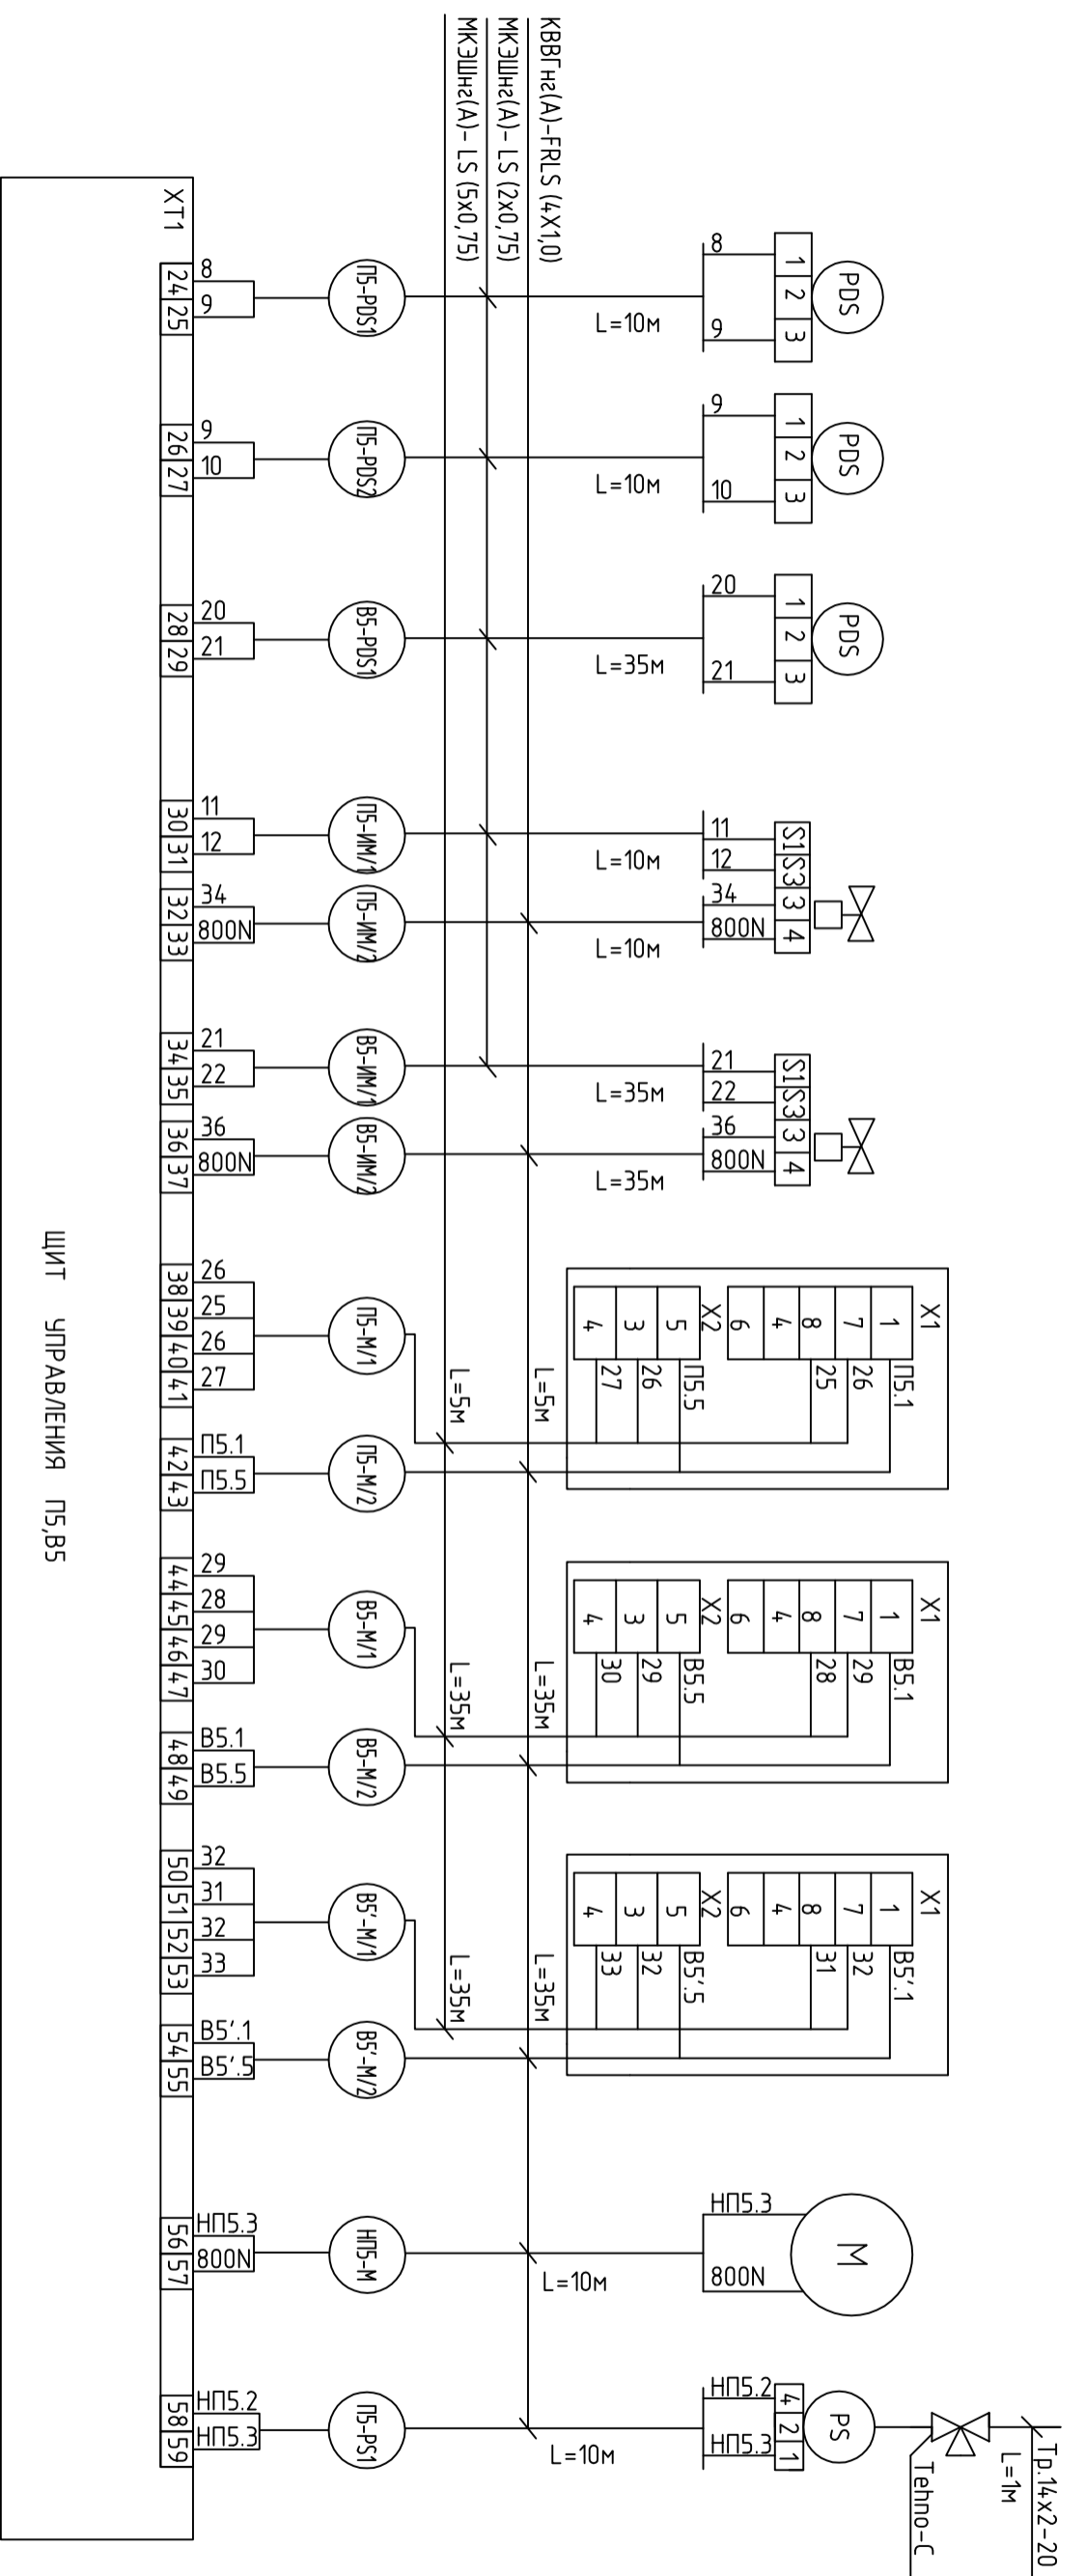 КВВГнг(А)-FRLS (4Х1,0)
МКЭШнг(А)- LS (2х0,75)
МКЭШнг(А)- LS (5х0,75)
PDS
1 2 3
8 9
L=10м
П5-PDS1
8 9
24 25
PDS
1 2 3
9 10
L=10м
П5-PDS2
9 10
26 27
PDS
1 2 3
20 21
L=35м
В5-PDS1
20 21
28 29
S1 S3 3 4
11 12 34 800N
L=10м
L=10м
П5-ИМ/1
П5-ИМ/2
11 12
34 800N
30 31
32 33
S1 S3 3 4
21 22 36 800N
L=35м
L=35м
В5-ИМ/1
В5-ИМ/2
21 22
36 800N
34 35
36 37
X1
1 7 8 4 6
П5.1 26 25
X2
5 3 4
П5.5 26 27
L=5м
L=5м
П5-М/1
П5-М/2
26 25 26 27
П5.1 П5.5
38 39 40 41
42 43
X1
1 7 8 4 6
В5.1 29 28
X2
5 3 4
В5.5 29 30
L=35м
L=35м
В5-М/1
В5-М/2
29 28 29 30
В5.1 В5.5
44 45 46 47
48 49
X1
1 7 8 4 6
В5'.1 32 31
X2
5 3 4
В5'.5 32 33
L=35м
L=35м
В5'-М/1
В5'-М/2
32 31 32 33
В5'.1 В5'.5
50 51 52 53
54 55
М
НП5.3 800N
L=10м
НП5-М
НП5.3 800N
56 57
Тр.14х2-20
L=1м
Tehno-C
PS
4 2 1
НП5.2 НП5.3
L=10м
П5-PS1
НП5.2 НП5.3
58 59
XT1
ЩИТ УПРАВЛЕНИЯ П5,В5